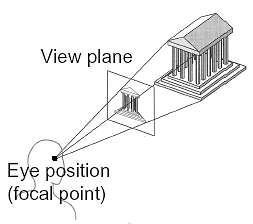 View plane
Eye position
(focal point)